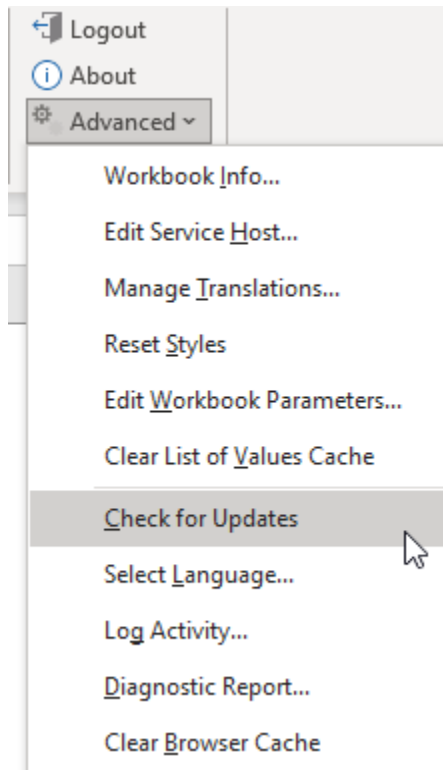 Logout
About
Advanced
Workbook Info...
Edit Service Host...
Manage Translations...
Reset Styles
Edit Workbook Parameters...
Clear List of Values Cache
Check for Updates
Select Language...
Log Activity...
Diagnostic Report...
Clear Browser Cache